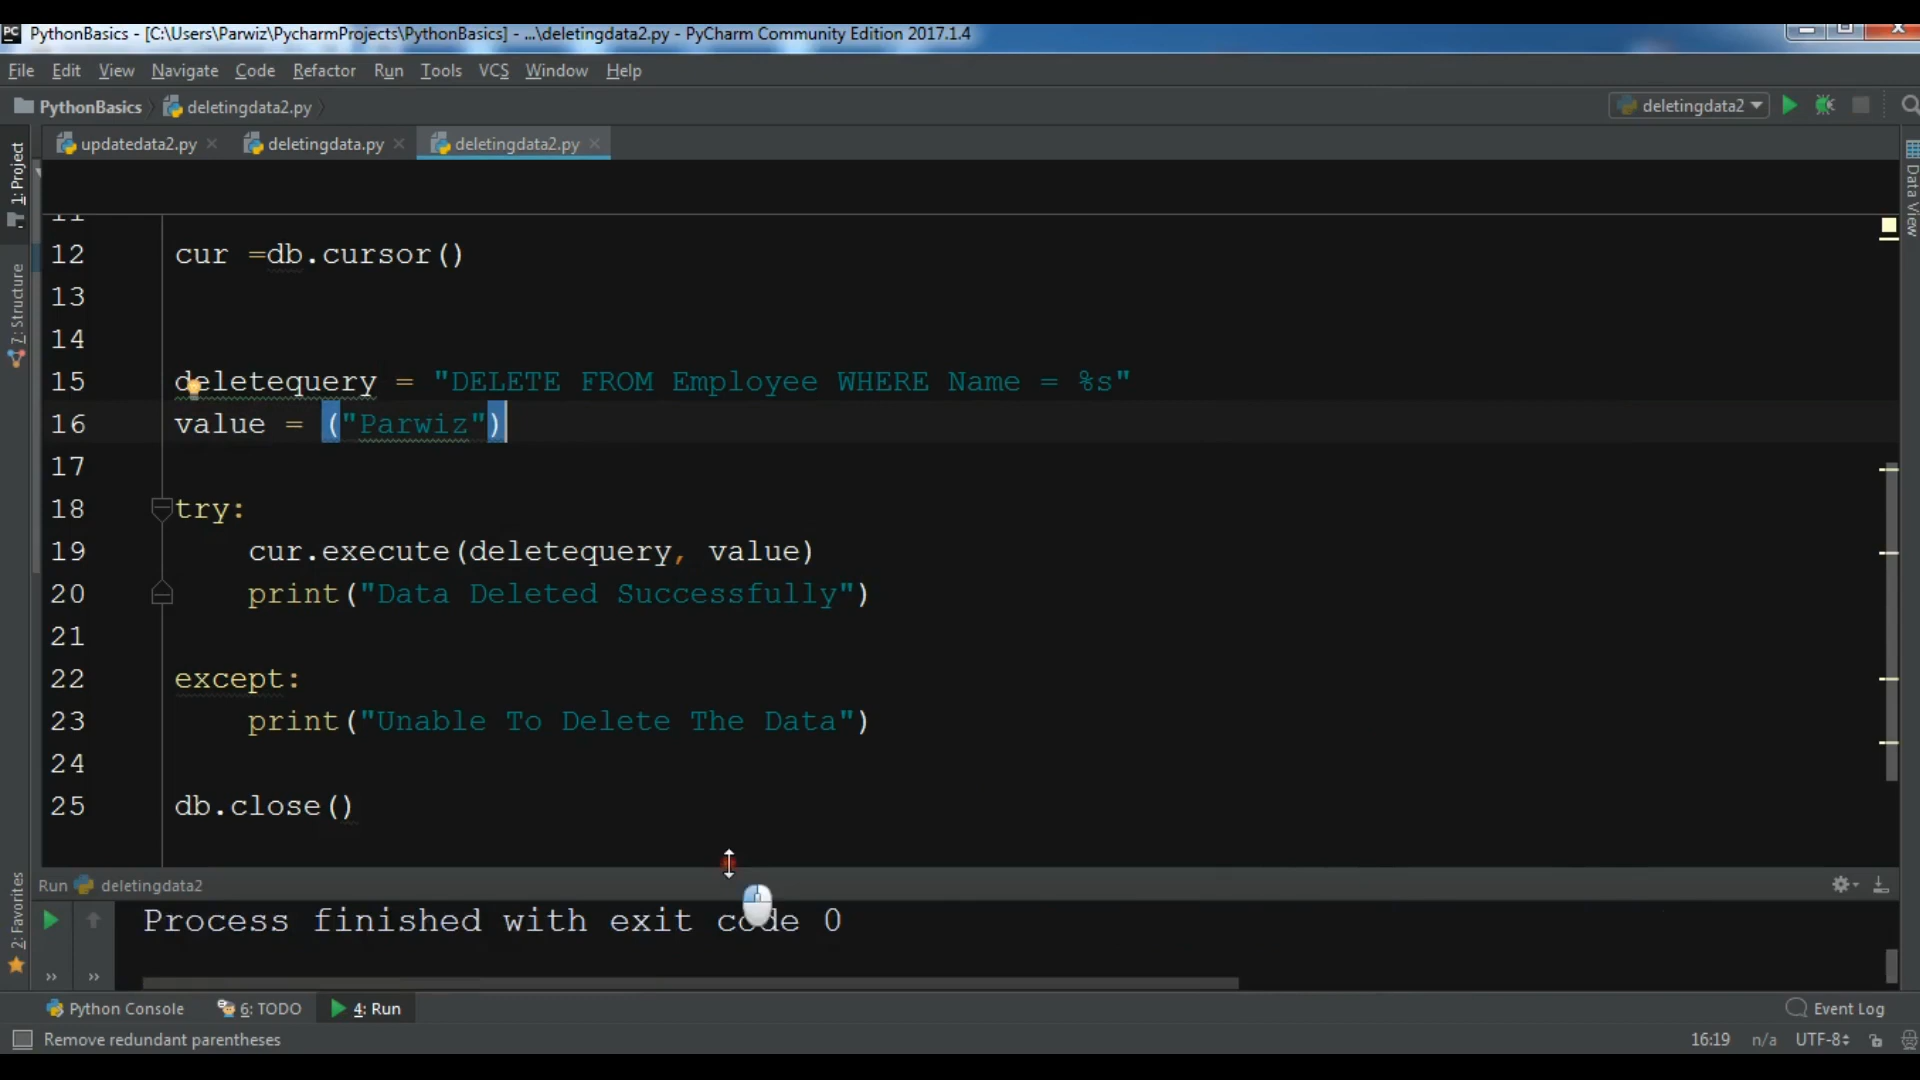 PC PythonBasics - [C:\Users\Parwiz\PycharmProjects\PythonBasics] - ...\deletingdata2.py - PyCharm Community Edition 2017.1.4
File Edit View Navigate Code Refactor Run Tools VCS Window Help
PythonBasics deletingdata2.py deletingdata2
updatedata2.py deletingdata.py deletingdata2.py
1: Project
7: Structure
2: Favorites
Data View
11
12 cur =db.cursor()
13
14
15 deletequery = "DELETE FROM Employee WHERE Name = %s"
16 value = ("Parwiz")
17
18 try:
19 cur.execute(deletequery, value)
20 print("Data Deleted Successfully")
21
22 except:
23 print("Unable To Delete The Data")
24
25 db.close()
Run deletingdata2
Process finished with exit code 0
» »
Python Console 6: TODO 4: Run Event Log
Remove redundant parentheses 16:19 n/a UTF-8